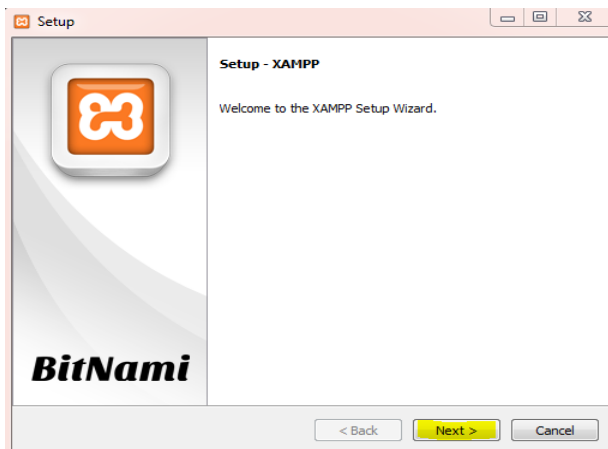 Setup
Setup - XAMPP
Welcome to the XAMPP Setup Wizard.
BitNami
< Back
Next >
Cancel